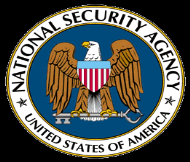 NATIONAL SECURITY AGENCY
UNITED STATES OF AMERICA